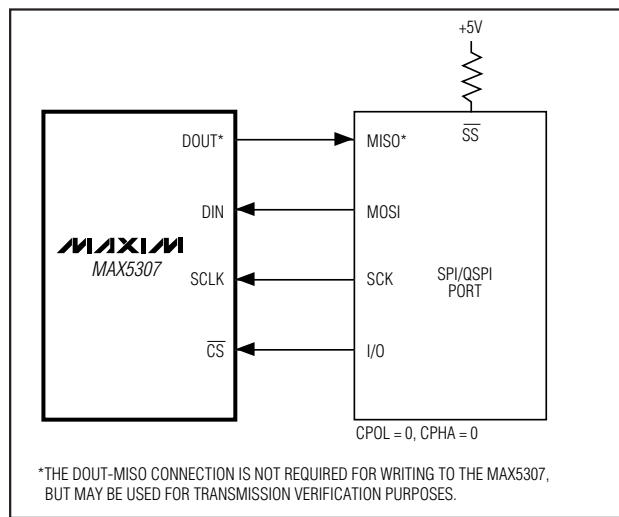 +5V
DOUT*
MISO*
SS
DIN
MOSI
MAXIM
MAX5307
SCLK
SCK
SPI/QSPI
PORT
CS
I/O
CPOL = 0, CPHA = 0
*THE DOUT-MISO CONNECTION IS NOT REQUIRED FOR WRITING TO THE MAX5307,
BUT MAY BE USED FOR TRANSMISSION VERIFICATION PURPOSES.